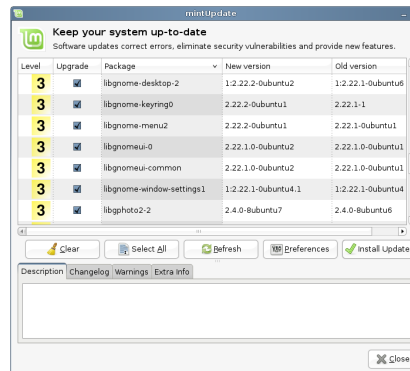 mintUpdate
Keep your system up-to-date
Software updates correct errors, eliminate security vulnerabilities and provide new features.
Level Upgrade Package New version Old version
3 libgnome-desktop-2 1:2.22.2-0ubuntu2 1:2.22.1-0ubuntu6
3 libgnome-keyring0 2.22.2-0ubuntu1 2.22.1-1
3 libgnome-menu2 2.22.2-0ubuntu1 2.22.1-0ubuntu1
3 libgnomeui-0 2.22.1.0-0ubuntu2 2.22.1.0-0ubuntu1
3 libgnomeui-common 2.22.1.0-0ubuntu2 2.22.1.0-0ubuntu1
3 libgnome-window-settings1 1:2.22.1-0ubuntu4.1 1:2.22.1-0ubuntu4
3 libgphoto2-2 2.4.0-8ubuntu7 2.4.0-8ubuntu6
Clear Select All Refresh Preferences Install Update
Description Changelog Warnings Extra Info
Close